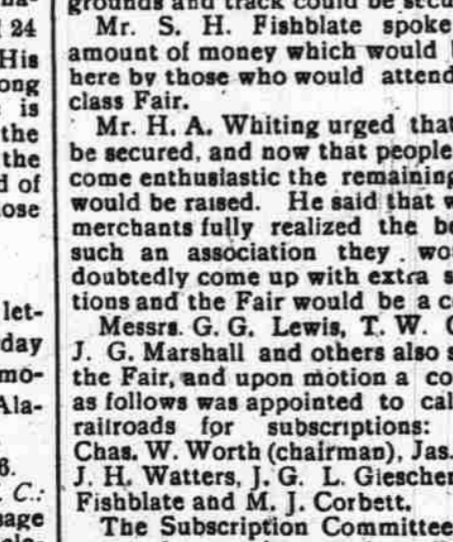 grounds and track could be secu
Mr. S. H. Fishblate spoke
amount of money which would
here by those who would attend
class Fair.
Mr. H. A. Whiting urged that
be secured, and now that people
come enthusiastic the remaining
would be raised. He said that w
merchants fully realized the be
such an association they wo
doubtedly come up with extra s
tions and the Fair would be a c
Messrs. G. G. Lewis, T. W. C
J. G. Marshall and others also s
the Fair, and upon motion a co
as follows was appointed to cal
railroads for subscriptions:
Chas. W. Worth (chairman), Jas.
J. H. Watters, J. G. L. Giescher
Fishblate and M. J. Corbett.
The Subscription Committee
24
His
ong
is
the
the
d of
ose
let-
day
mo-
Ala-
8.
. C.:
sage